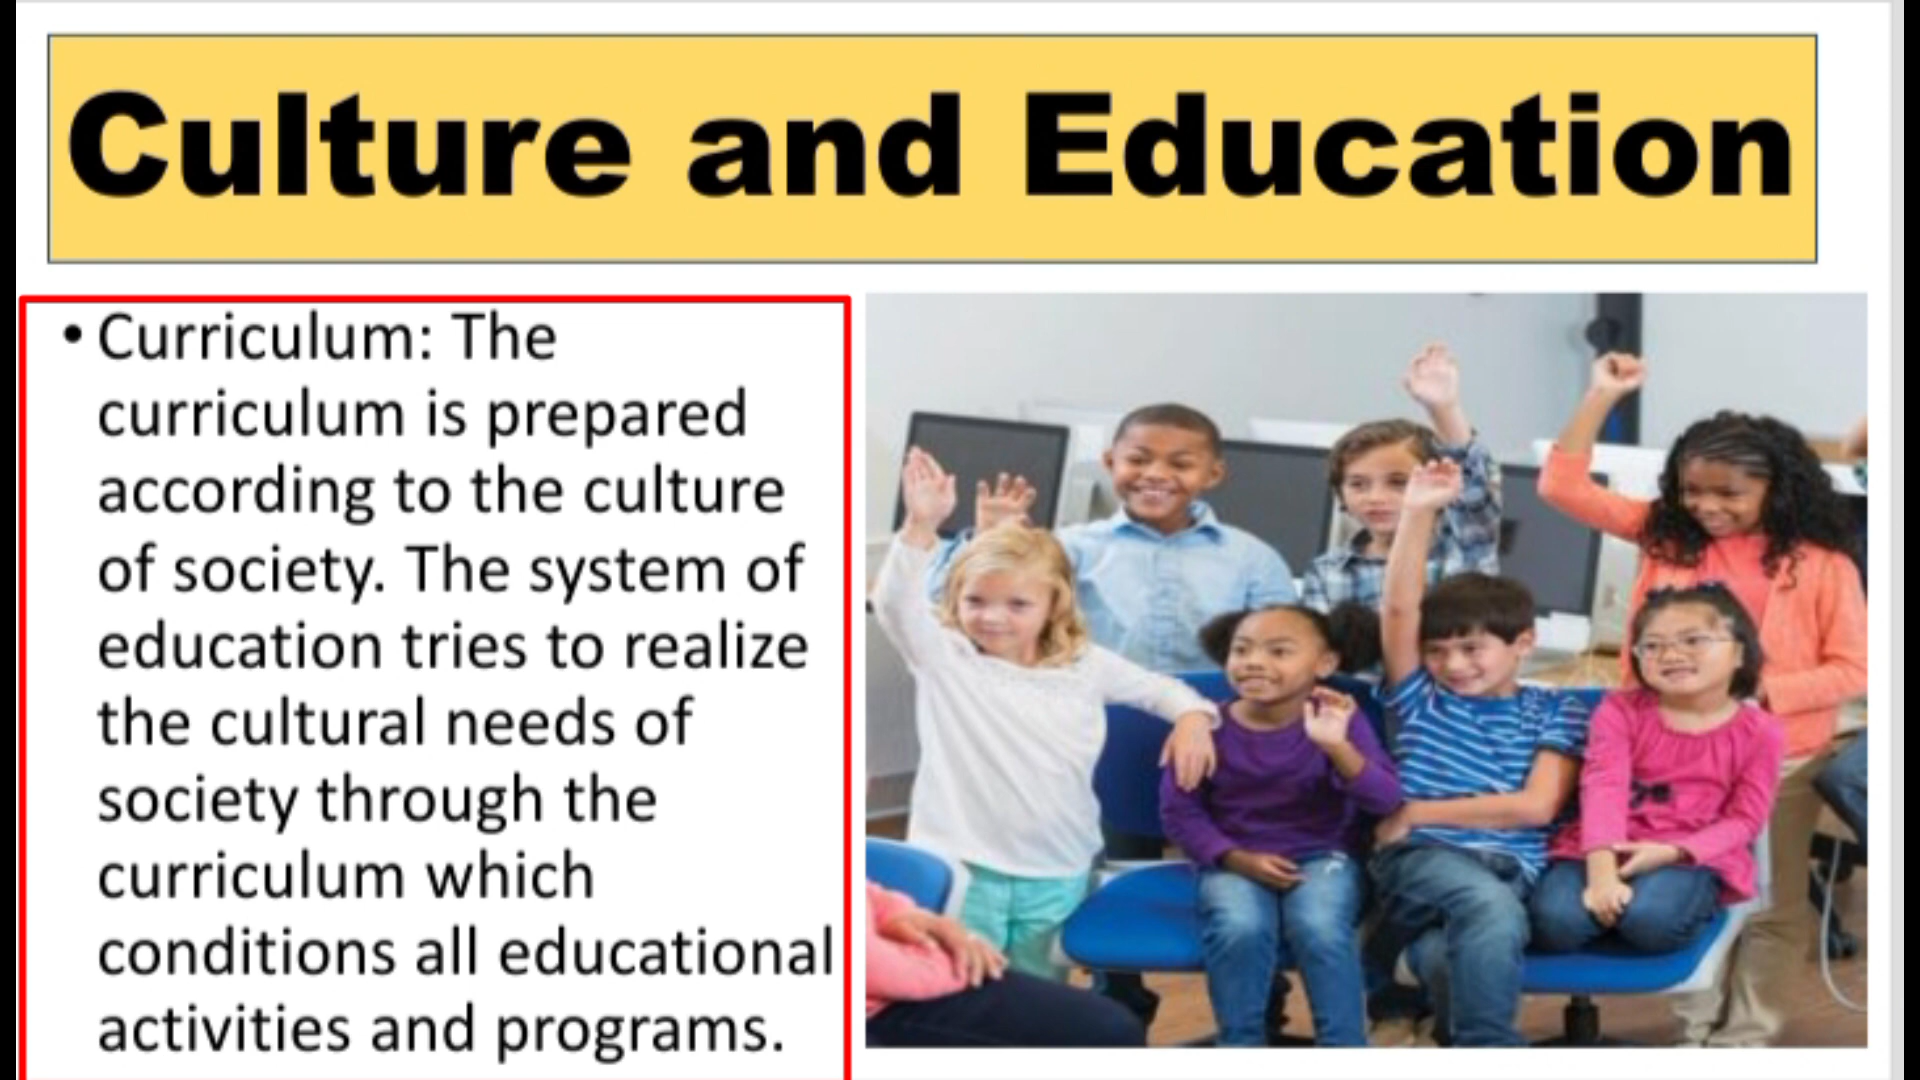 Culture and Education
• Curriculum: The
curriculum is prepared
according to the culture
of society. The system of
education tries to realize
the cultural needs of
society through the
curriculum which
conditions all educational
activities and programs.